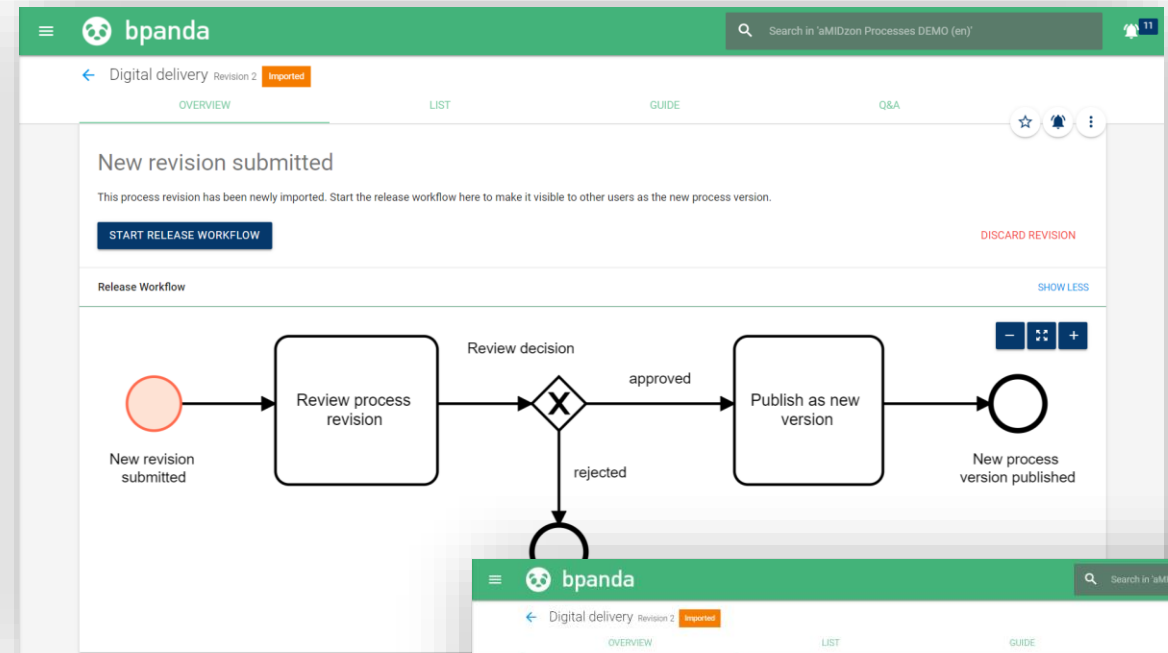 bpanda
Search in 'aMIDzon Processes DEMO (en)'
11
Digital delivery Revision 2 Imported
OVERVIEW LIST GUIDE Q&A
New revision submitted
This process revision has been newly imported. Start the release workflow here to make it visible to other users as the new process version.
START RELEASE WORKFLOW
DISCARD REVISION
Release Workflow
SHOW LESS
Review decision
approved
Review process
revision
X
Publish as new
version
New revision
submitted
rejected
New process
version published
bpanda
Search in 'aMI
Digital delivery Revision 2 Imported
OVERVIEW LIST GUIDE